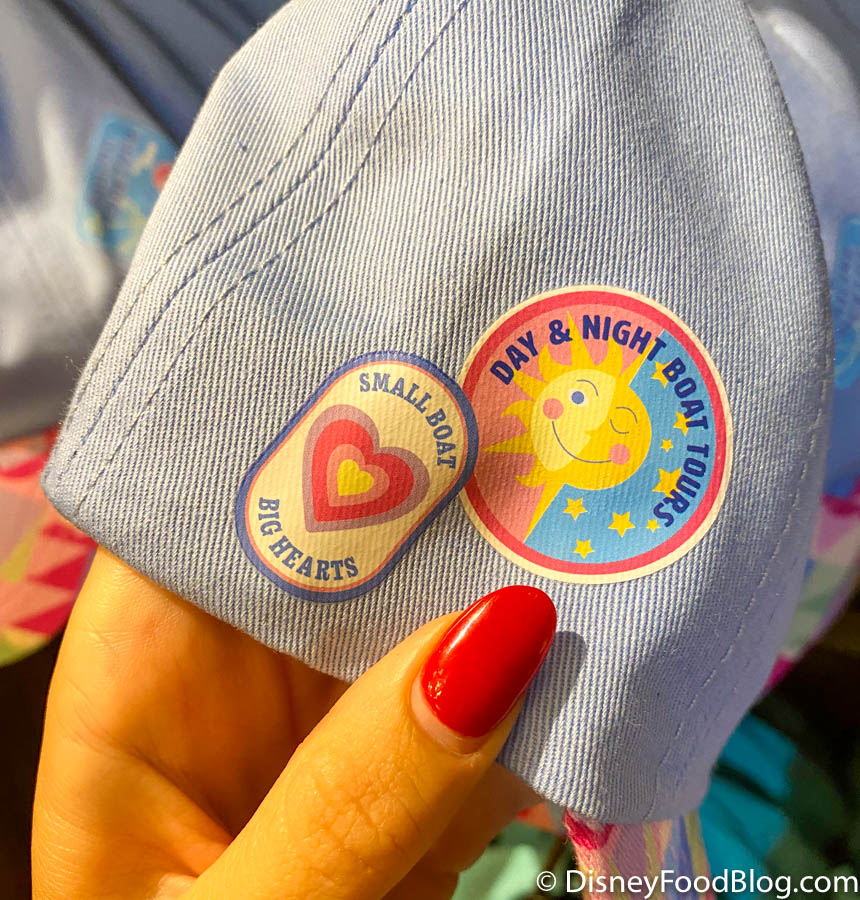 SMALL BOAT
BIG HEARTS
DAY & NIGHT BOAT TOURS
© DisneyFoodBlog.com